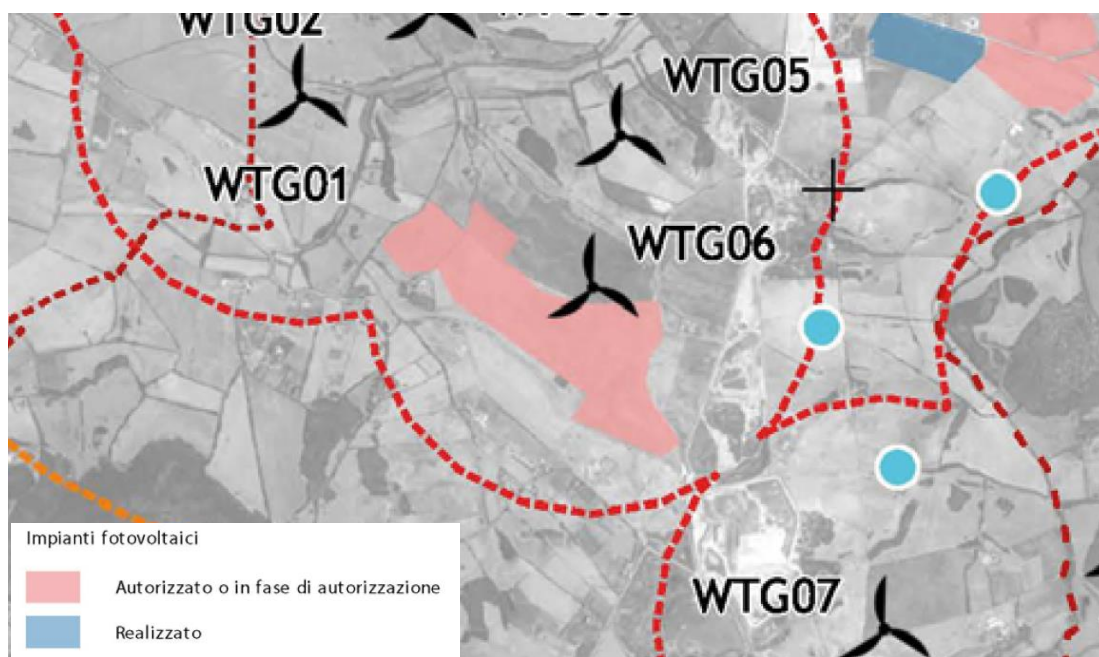 WTG02
WTG05
WTG01
WTG06
WTG07
Impianti fotovoltaici
Autorizzato o in fase di autorizzazione
Realizzato